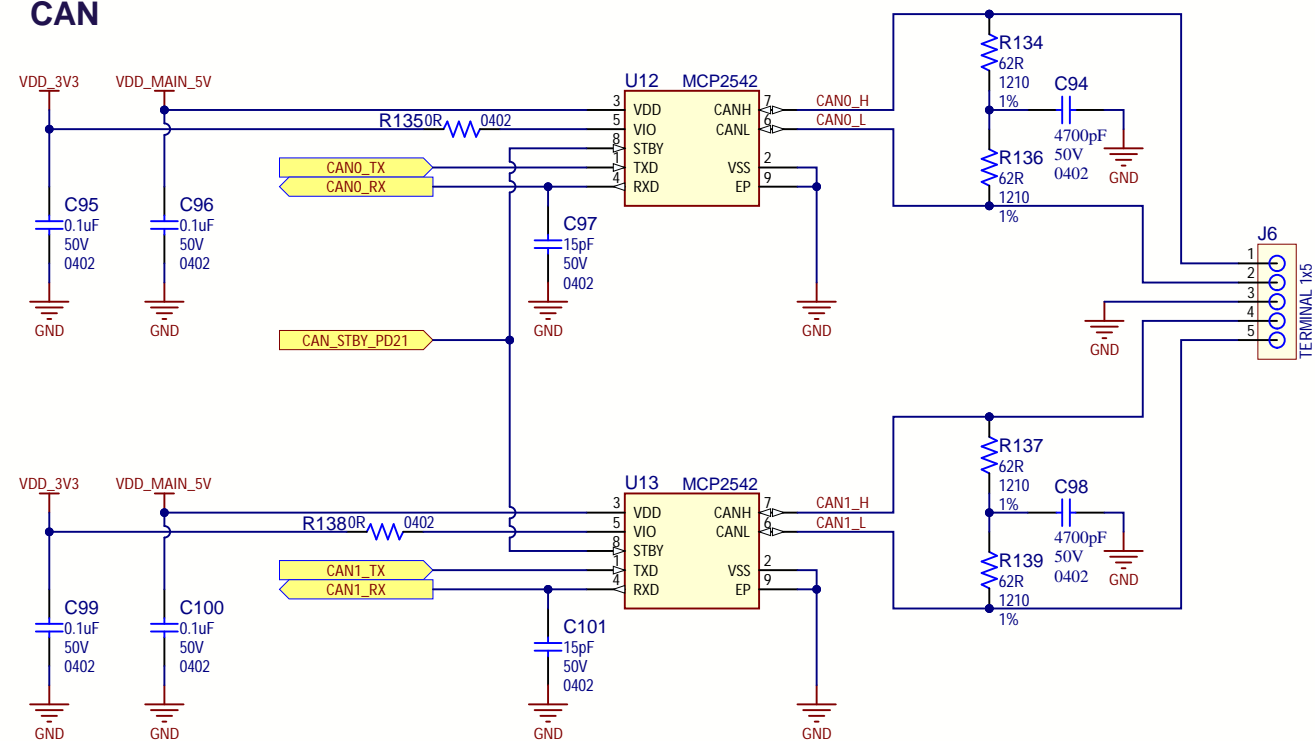 CAN
VDD_3V3
VDD_MAIN_5V
U12 MCP2542
R135 0R 0402
3 VDD
5 VIO
8 STBY
1 TXD
4 RXD
CANH 7
CANL 6
VSS 2
EP 9
CAN0_H
CAN0_L
CAN0_TX
CAN0_RX
R134
62R
1210
1%
C94
4700pF
50V
0402
GND
R136
62R
1210
1%
C95
0.1uF
50V
0402
GND
C96
0.1uF
50V
0402
GND
C97
15pF
50V
0402
GND
GND
CAN_STBY_PD21
J6
1
2
3
4
5
TERMINAL 1x5
GND
VDD_3V3
VDD_MAIN_5V
U13 MCP2542
R138 0R 0402
3 VDD
5 VIO
8 STBY
1 TXD
4 RXD
CANH 7
CANL 6
VSS 2
EP 9
CAN1_H
CAN1_L
CAN1_TX
CAN1_RX
R137
62R
1210
1%
C98
4700pF
50V
0402
GND
R139
62R
1210
1%
C99
0.1uF
50V
0402
GND
C100
0.1uF
50V
0402
GND
C101
15pF
50V
0402
GND
GND